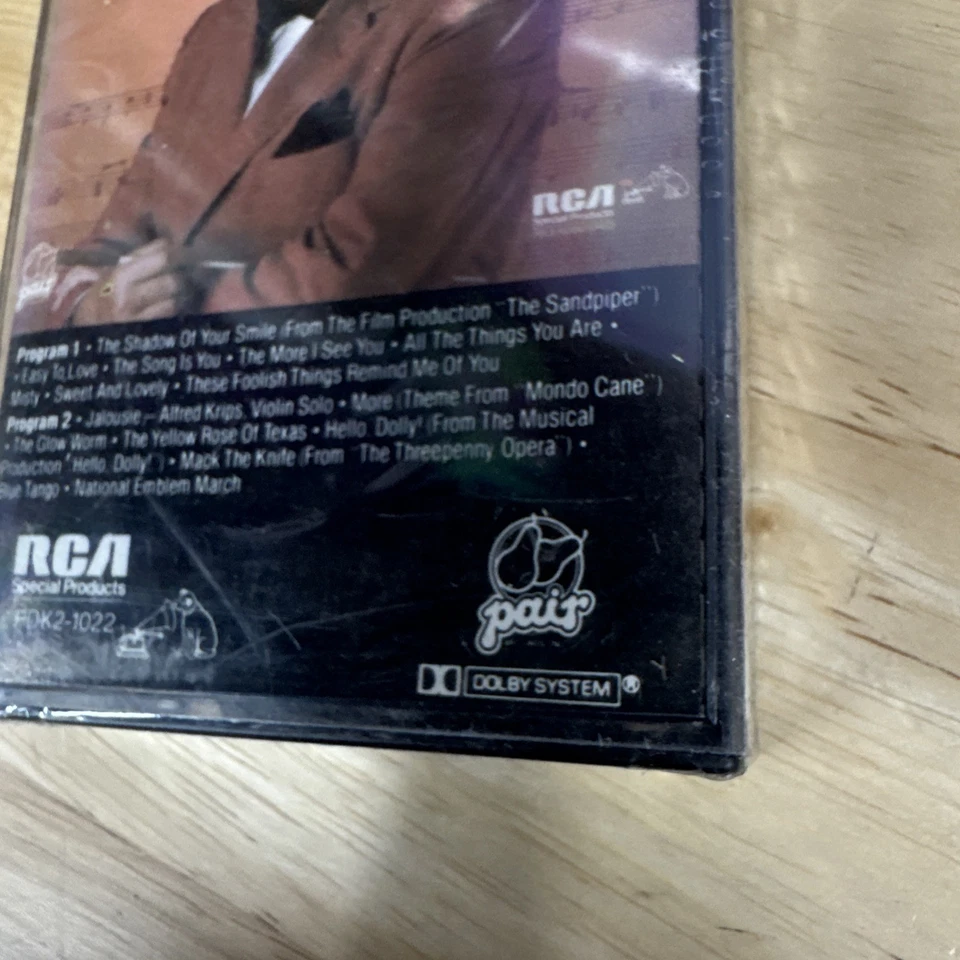 RCA
Special Products
pair
Program 1 • The Shadow Of Your Smile (From The Film Production "The Sandpiper")
• Easy To Love • The Song Is You • The More I See You • All The Things You Are •
Misty • Sweet And Lovely • These Foolish Things Remind Me Of You
Program 2 • Jalousie—Alfred Krips, Violin Solo • More (Theme From "Mondo Cane")
• The Glow Worm • The Yellow Rose Of Texas • Hello, Dolly! (From The Musical
Production "Hello, Dolly!") • Mack The Knife (From "The Threepenny Opera") •
Blue Tango • National Emblem March
RCA
Special Products
PDK2-1022
pair
DOLBY SYSTEM ®